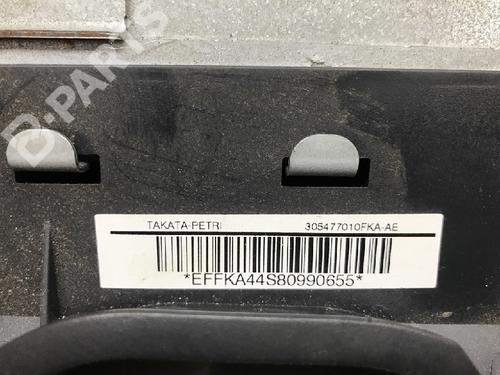 D-PARTS
TAKATA-PETRI 305477010FKA-AE
*EFFKA44S80990655*